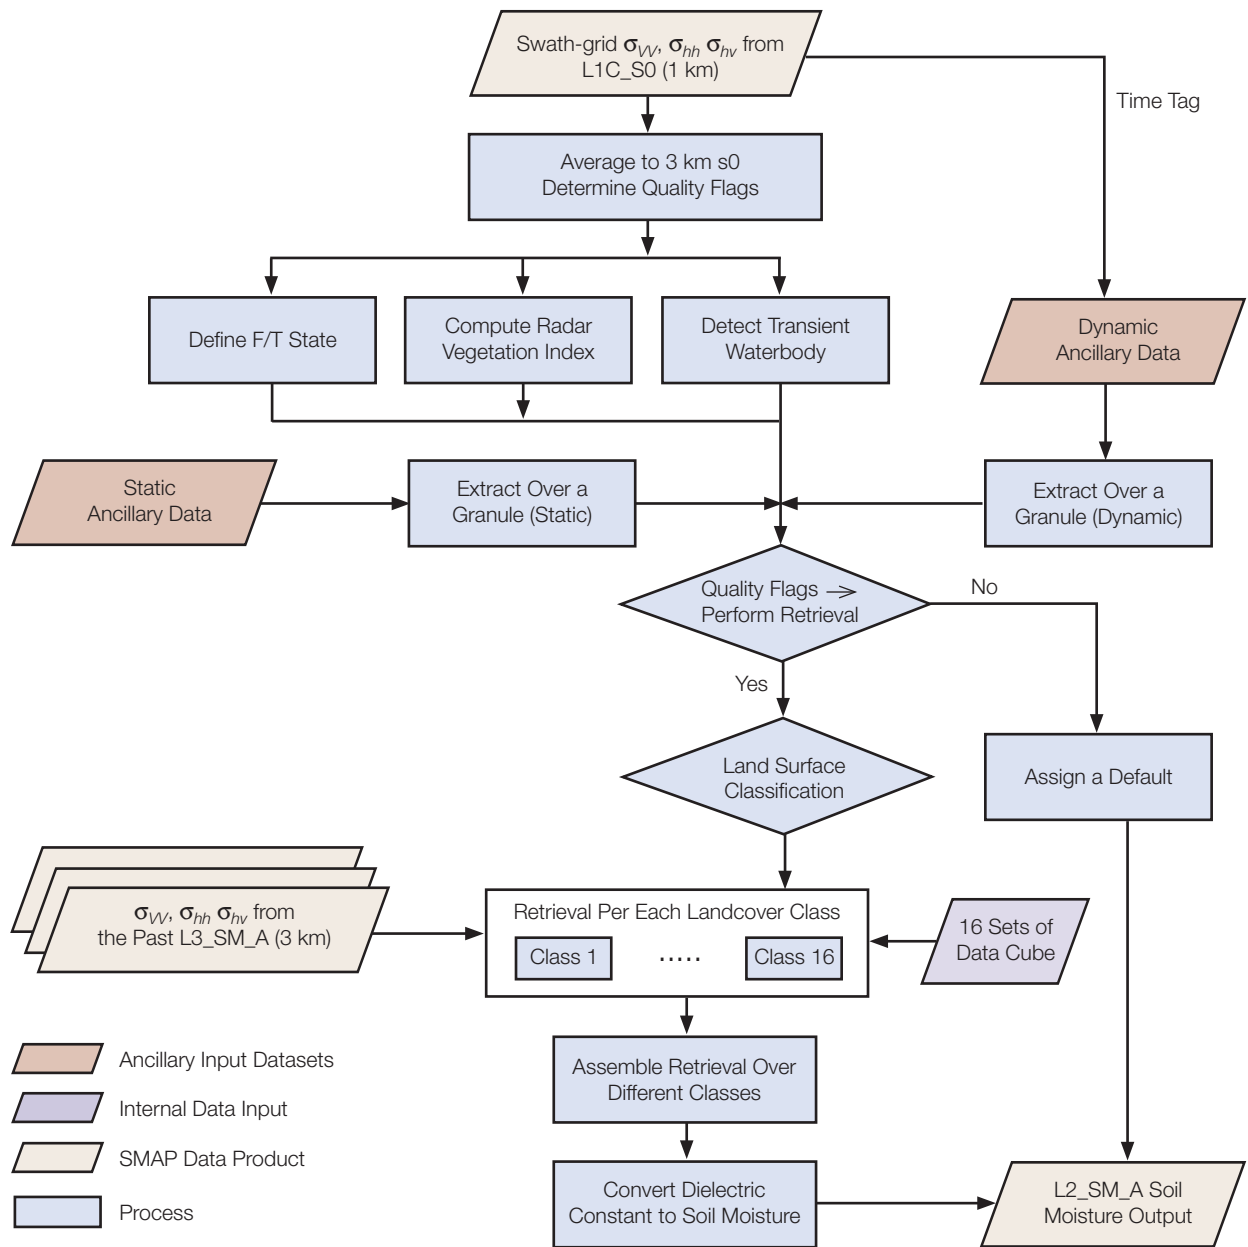 Swath-grid σVV, σhh σhv from
L1C_S0 (1 km)
Time Tag
Average to 3 km s0
Determine Quality Flags
Define F/T State
Compute Radar
Vegetation Index
Detect Transient
Waterbody
Dynamic
Ancillary Data
Static
Ancillary Data
Extract Over a
Granule (Static)
Extract Over a
Granule (Dynamic)
Quality Flags →
Perform Retrieval
No
Yes
Land Surface
Classification
Assign a Default
σVV, σhh σhv from
the Past L3_SM_A (3 km)
Retrieval Per Each Landcover Class
Class 1
.....
Class 16
16 Sets of
Data Cube
Ancillary Input Datasets
Internal Data Input
SMAP Data Product
Process
Assemble Retrieval Over
Different Classes
Convert Dielectric
Constant to Soil Moisture
L2_SM_A Soil
Moisture Output